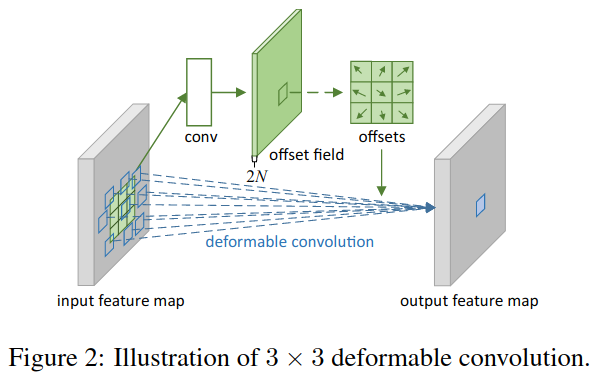 conv
offset field
offsets
2N
deformable convolution
input feature map
output feature map
Figure 2: Illustration of 3 × 3 deformable convolution.